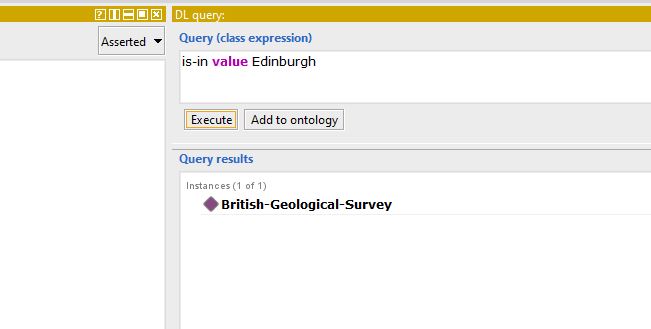 DL query:
Asserted
Query (class expression)
is-in value Edinburgh
Execute
Add to ontology
Query results
Instances (1 of 1)
British-Geological-Survey